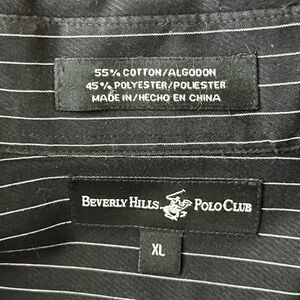 55% COTTON/ALGODON
45% POLYESTER/POLIESTER
MADE IN/HECHO EN CHINA
BEVERLY HILLS POLO CLUB
XL